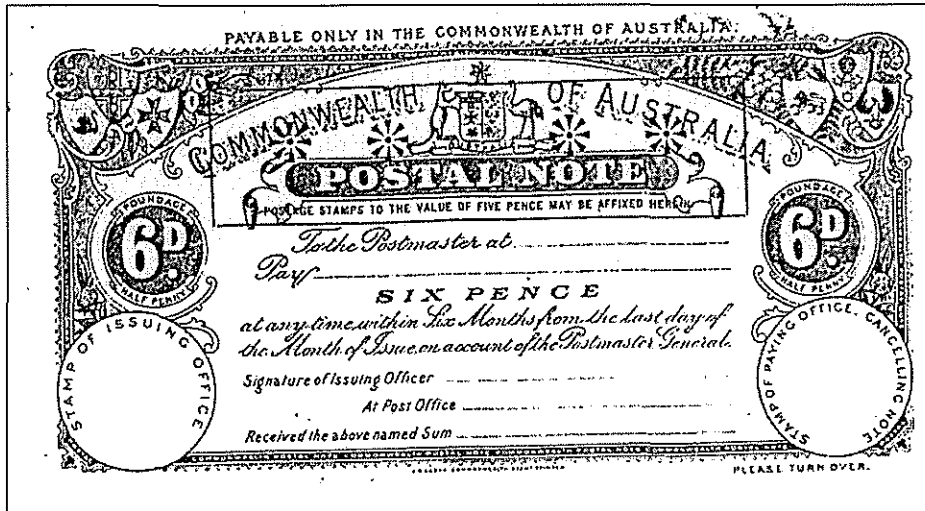 PAYABLE ONLY IN THE COMMONWEALTH OF AUSTRALIA.
COMMONWEALTH OF AUSTRALIA
POSTAL NOTE
POSTAGE STAMPS TO THE VALUE OF FIVE PENCE MAY BE AFFIXED HEREIN
POUNDAGE
6D.
HALF PENNY
POUNDAGE
6D.
HALF PENNY
To the Postmaster at
Pay
SIX PENCE
at any time within Six Months from the last day of
the Month of Issue, on account of the Postmaster General.
STAMP OF ISSUING OFFICE
STAMP OF PAYING OFFICE, CANCELLING NOTE
Signature of Issuing Officer
At Post Office
Received the above named Sum
PLEASE TURN OVER.